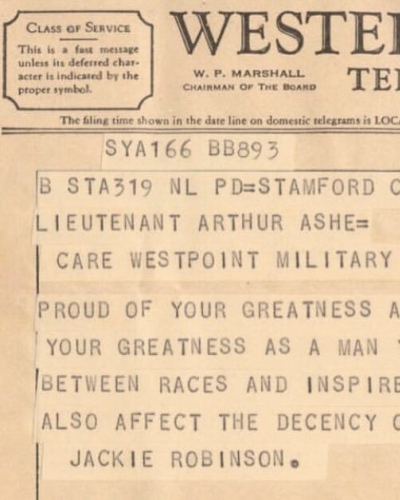 CLASS OF SERVICE
This is a fast message
unless its deferred char-
acter is indicated by the
proper symbol.
WESTE
W. P. MARSHALL
CHAIRMAN OF THE BOARD
TE
The filing time shown in the date line on domestic telegrams is LOCA
SYA166 BB893
B STA319 NL PD=STAMFORD C
LIEUTENANT ARTHUR ASHE=
CARE WESTPOINT MILITARY
PROUD OF YOUR GREATNESS A
YOUR GREATNESS AS A MAN
BETWEEN RACES AND INSPIRE
ALSO AFFECT THE DECENCY
JACKIE ROBINSON.